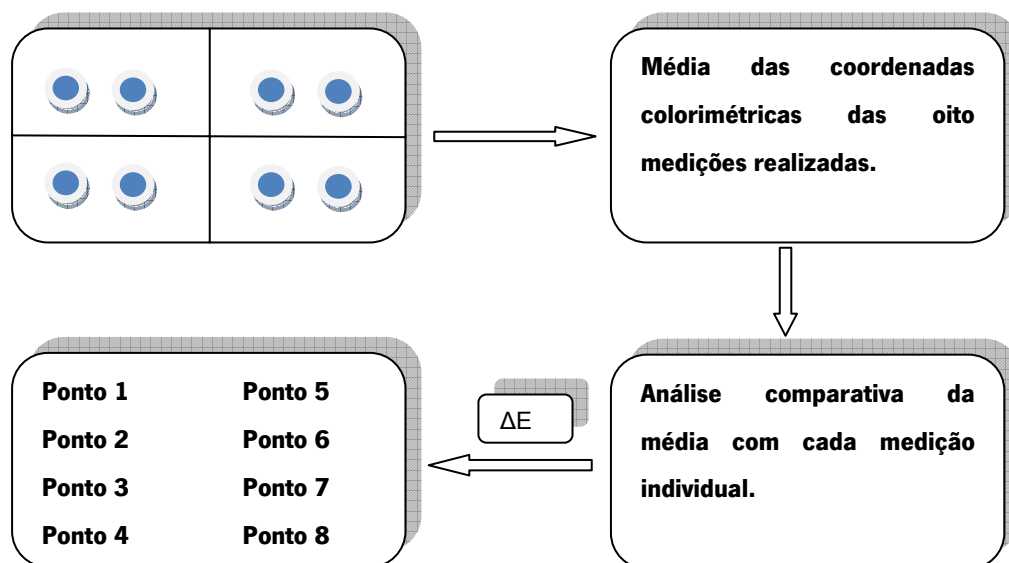 Média das coordenadas
colorimétricas das oito
medições realizadas.
Análise comparativa da
média com cada medição
individual.
ΔE
Ponto 1 Ponto 5
Ponto 2 Ponto 6
Ponto 3 Ponto 7
Ponto 4 Ponto 8